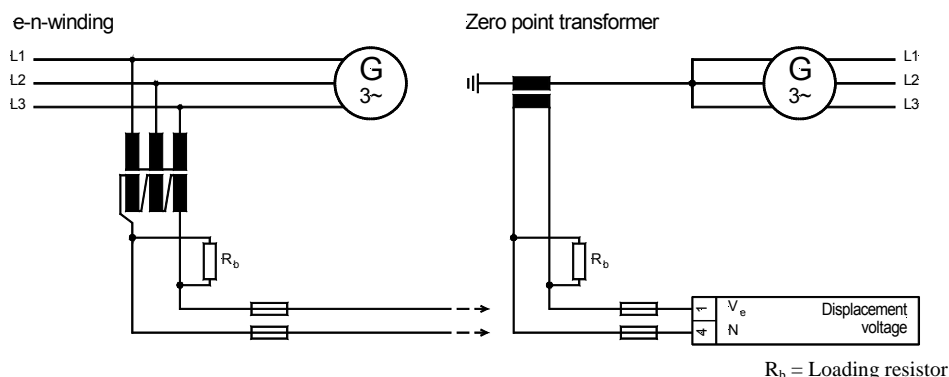 e-n-winding
L1
L2
L3
G
3~
R_b
Zero point transformer
G
3~
L1
L2
L3
R_b
1 V_e Displacement
4 N voltage
R_b = Loading resistor